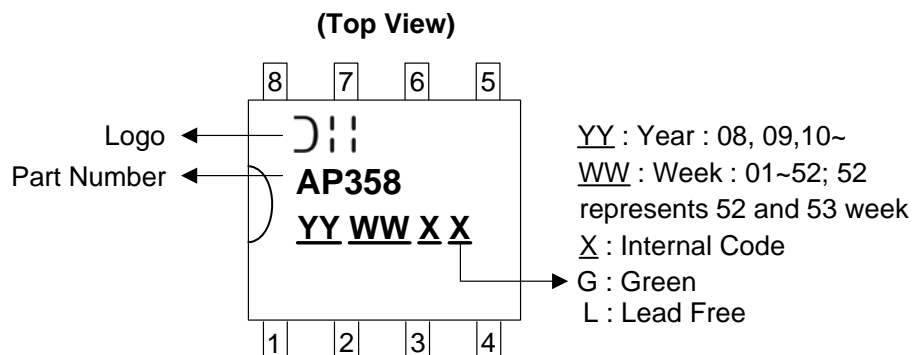 (Top View)
8 7 6 5
Logo
Part Number
AP358
YY WW X X
YY : Year : 08, 09,10~
WW : Week : 01~52; 52
represents 52 and 53 week
X : Internal Code
G : Green
L : Lead Free
1 2 3 4